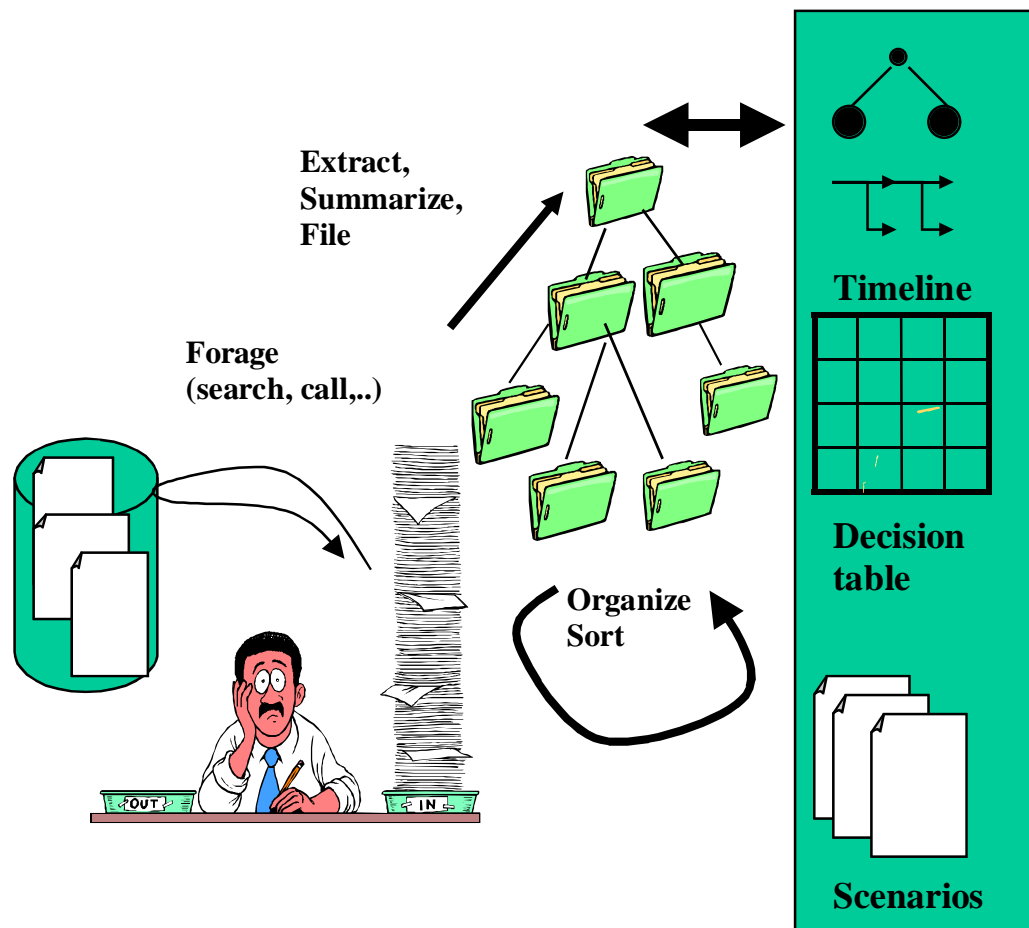 Extract,
Summarize,
File
Forage
(search, call,..)
Organize
Sort
OUT
IN
Timeline
Decision
table
Scenarios